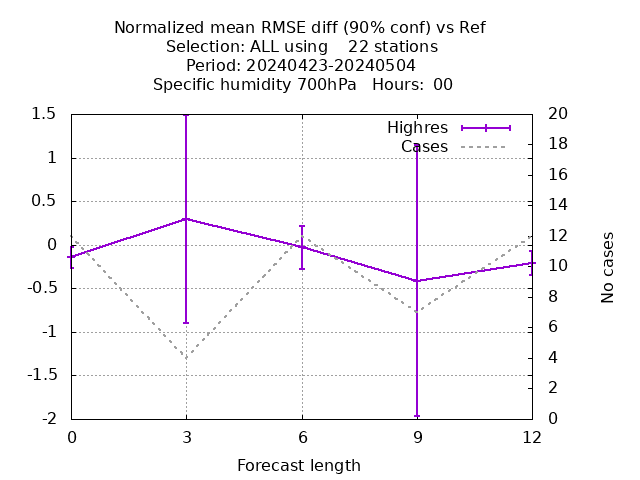 Normalized mean RMSE diff (90% conf) vs Ref
Selection: ALL using    22 stations
Period: 20240423-20240504
Specific humidity 700hPa   Hours:  00
Highres
Cases
1.5
1
0.5
0
-0.5
-1
-1.5
-2
20
18
16
14
12
10
8
6
4
2
0
No cases
0 3 6 9 12
Forecast length